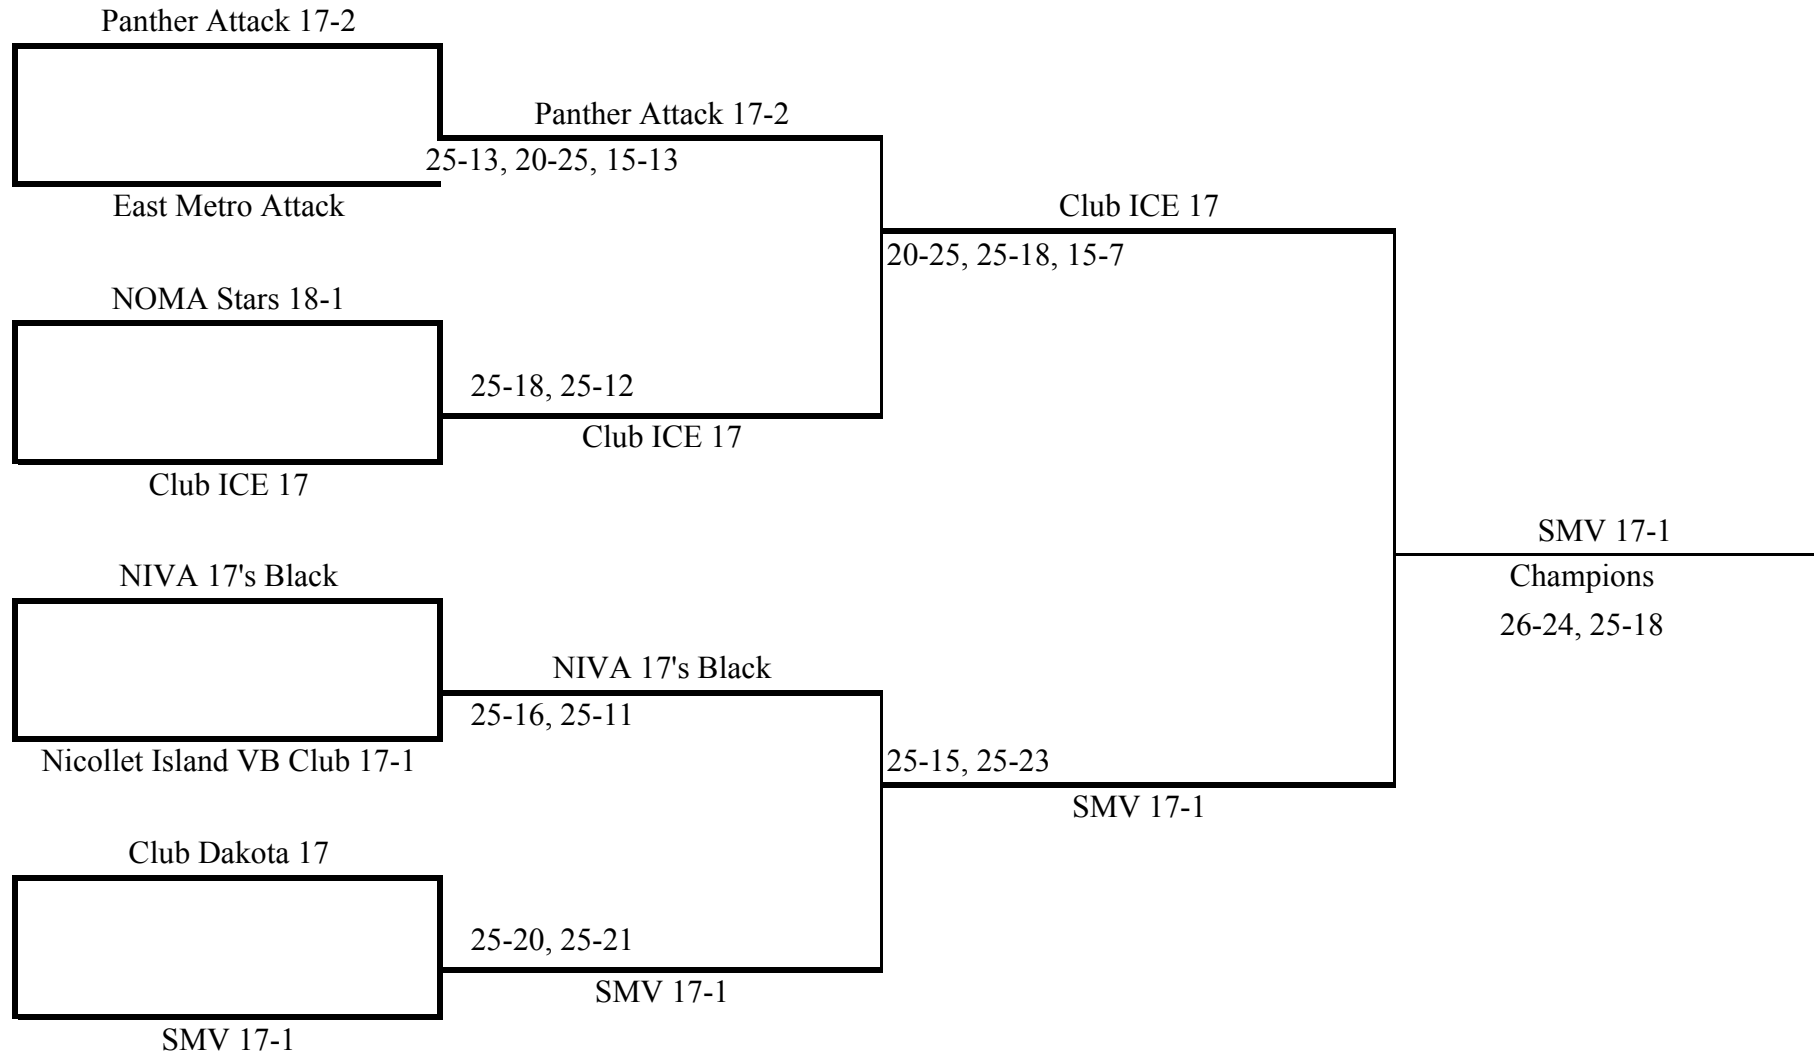 Panther Attack 17-2
Panther Attack 17-2
25-13, 20-25, 15-13
East Metro Attack
Club ICE 17
20-25, 25-18, 15-7
NOMA Stars 18-1
25-18, 25-12
Club ICE 17
Club ICE 17
SMV 17-1
Champions
26-24, 25-18
NIVA 17's Black
NIVA 17's Black
25-16, 25-11
Nicollet Island VB Club 17-1
25-15, 25-23
SMV 17-1
Club Dakota 17
25-20, 25-21
SMV 17-1
SMV 17-1